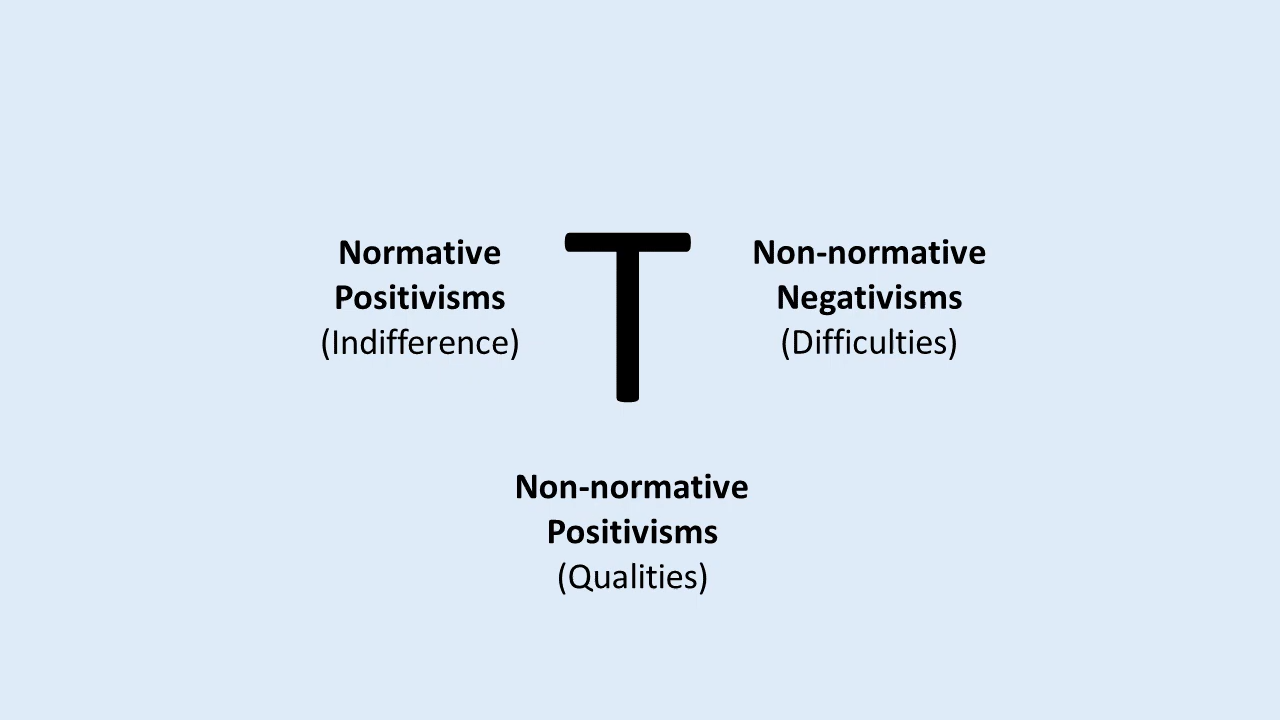 Normative
Positivisms
(Indifference)
T
Non-normative
Negativisms
(Difficulties)
Non-normative
Positivisms
(Qualities)